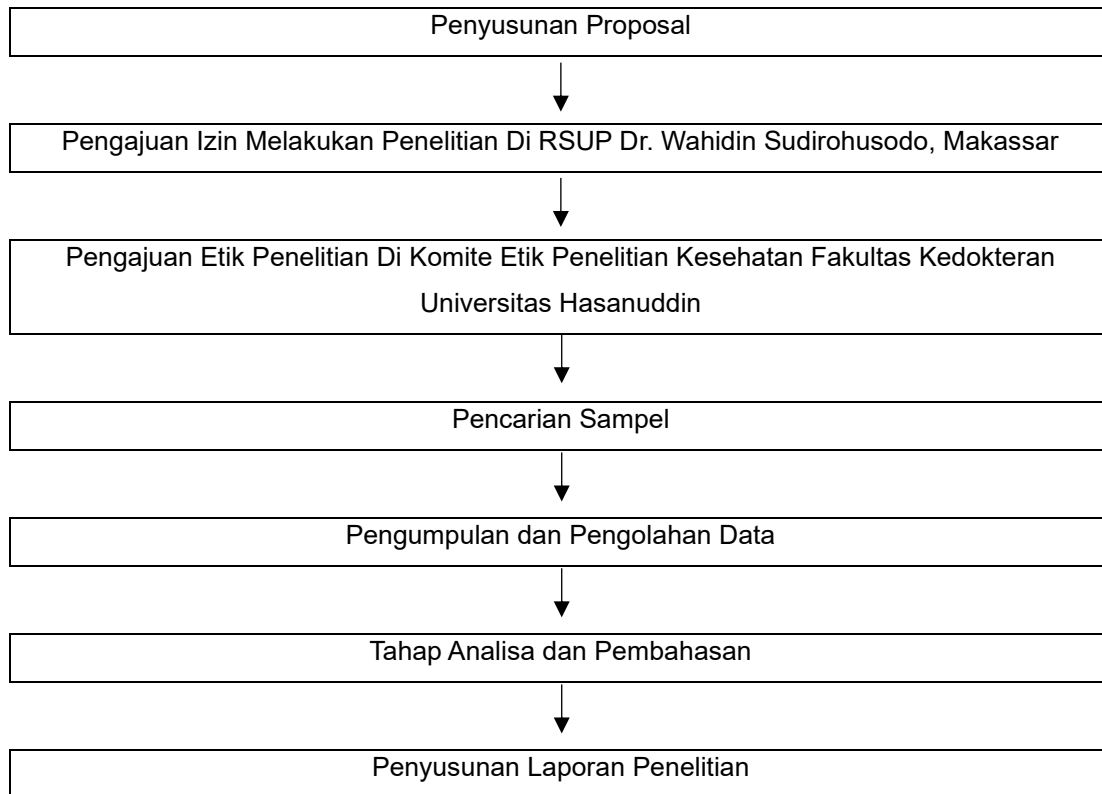 Penyusunan Proposal
Pengajuan Izin Melakukan Penelitian Di RSUP Dr. Wahidin Sudirohusodo, Makassar
Pengajuan Etik Penelitian Di Komite Etik Penelitian Kesehatan Fakultas Kedokteran
Universitas Hasanuddin
Pencarian Sampel
Pengumpulan dan Pengolahan Data
Tahap Analisa dan Pembahasan
Penyusunan Laporan Penelitian